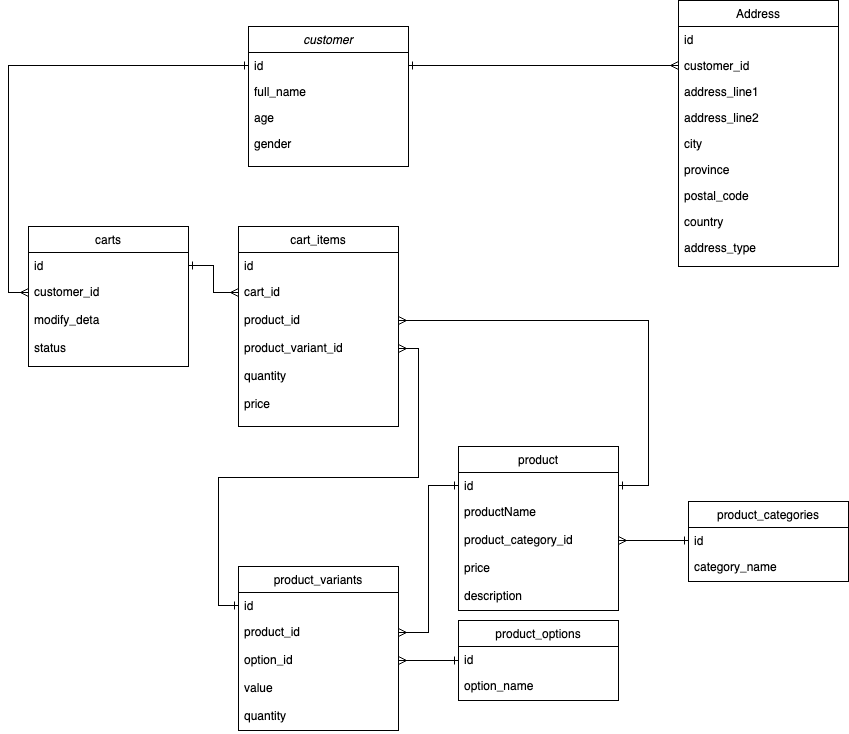 customer
id
full_name
age
gender
Address
id
customer_id
address_line1
address_line2
city
province
postal_code
country
address_type
carts
id
customer_id
modify_deta
status
cart_items
id
cart_id
product_id
product_variant_id
quantity
price
product
id
productName
product_category_id
price
description
product_categories
id
category_name
product_variants
id
product_id
option_id
value
quantity
product_options
id
option_name